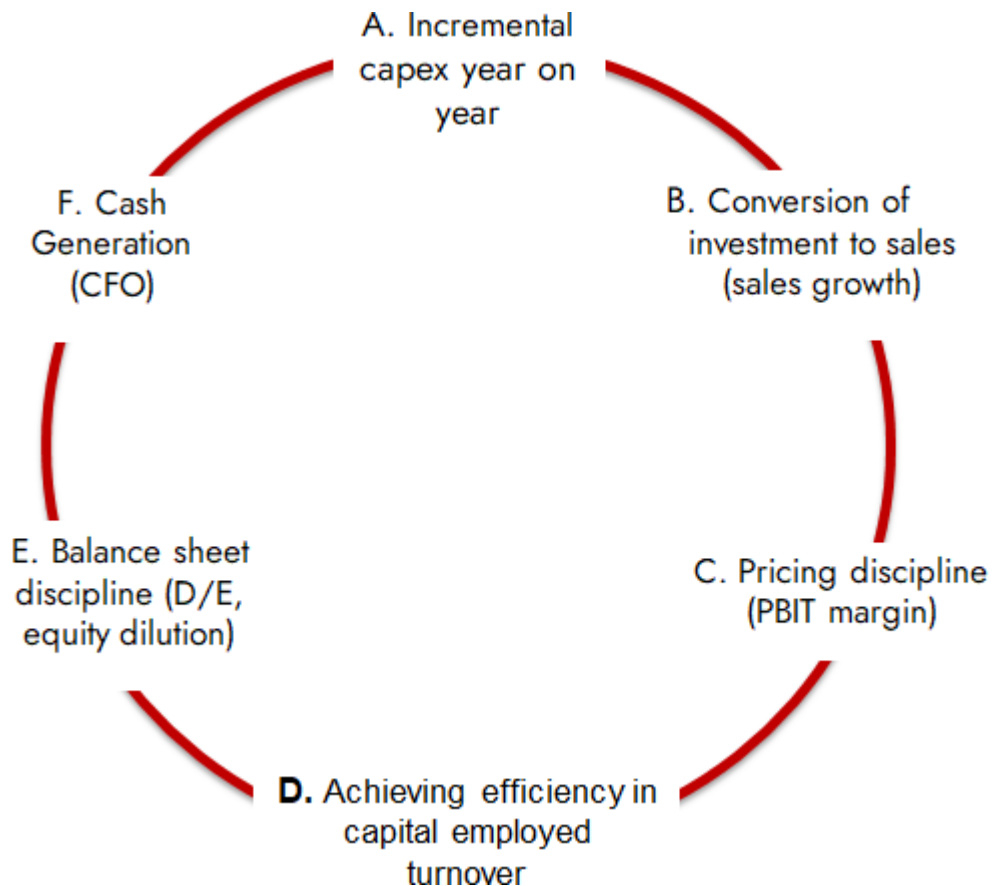 A. Incremental
capex year on
year
B. Conversion of
investment to sales
(sales growth)
C. Pricing discipline
(PBIT margin)
D. Achieving efficiency in
capital employed
turnover
E. Balance sheet
discipline (D/E,
equity dilution)
F. Cash
Generation
(CFO)